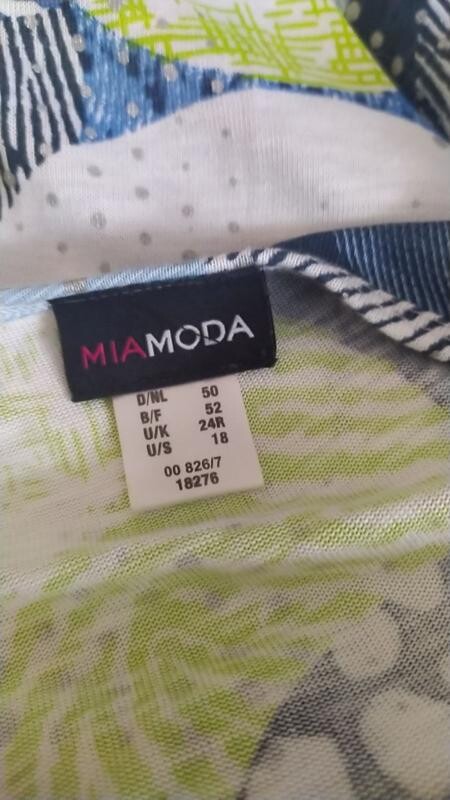 MIAMODA
D/NL 50
B/F 52
U/K 24R
U/S 18
00 826/7
18276